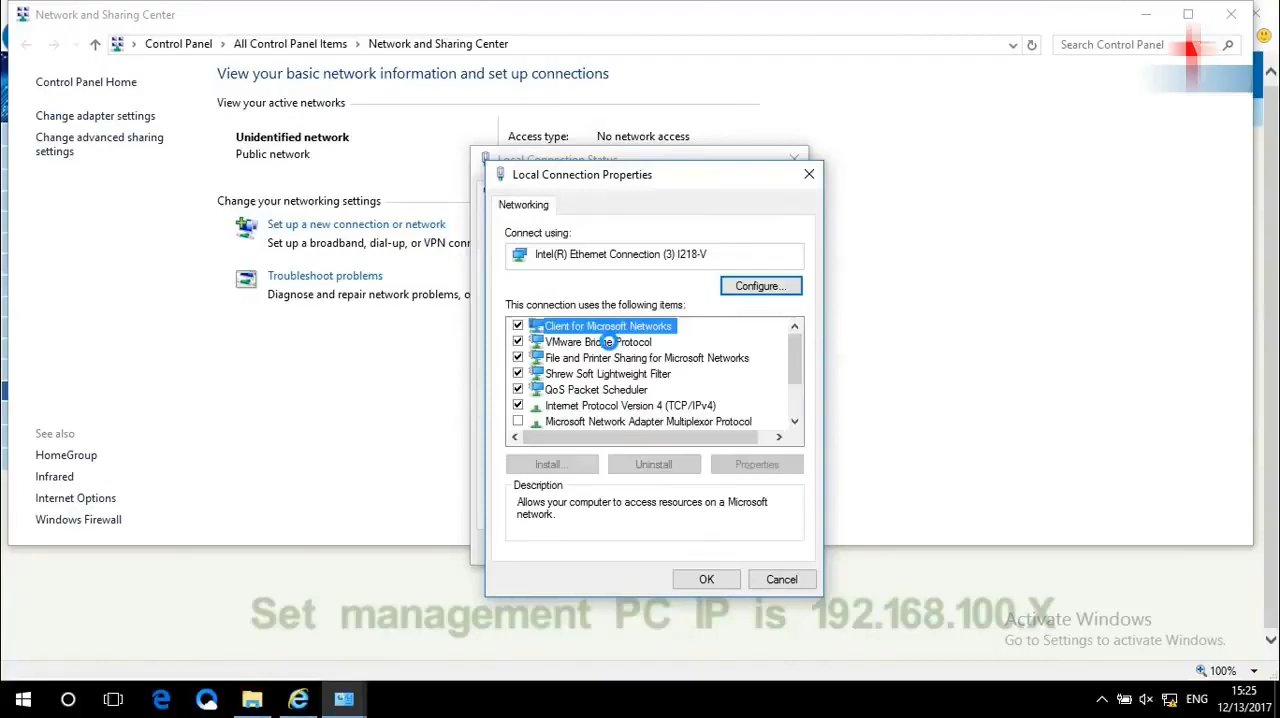 Network and Sharing Center
Control Panel > All Control Panel Items > Network and Sharing Center
Search Control Panel
Control Panel Home
Change adapter settings
Change advanced sharing
settings
See also
HomeGroup
Infrared
Internet Options
Windows Firewall
View your basic network information and set up connections
View your active networks
Unidentified network
Public network
Access type: No network access
Change your networking settings
Set up a new connection or network
Set up a broadband, dial-up, or VPN conn
Troubleshoot problems
Diagnose and repair network problems, o
Local Connection Status
Local Connection Properties
Networking
Connect using:
Intel(R) Ethernet Connection (3) I218-V
Configure...
This connection uses the following items:
Client for Microsoft Networks
VMware Bridge Protocol
File and Printer Sharing for Microsoft Networks
Shrew Soft Lightweight Filter
QoS Packet Scheduler
Internet Protocol Version 4 (TCP/IPv4)
Microsoft Network Adapter Multiplexor Protocol
Install...
Uninstall
Properties
Description
Allows your computer to access resources on a Microsoft
network.
OK
Cancel
Set management PC IP is 192.168.100.X
Activate Windows
Go to Settings to activate Windows.
100%
ENG
15:25
12/13/2017